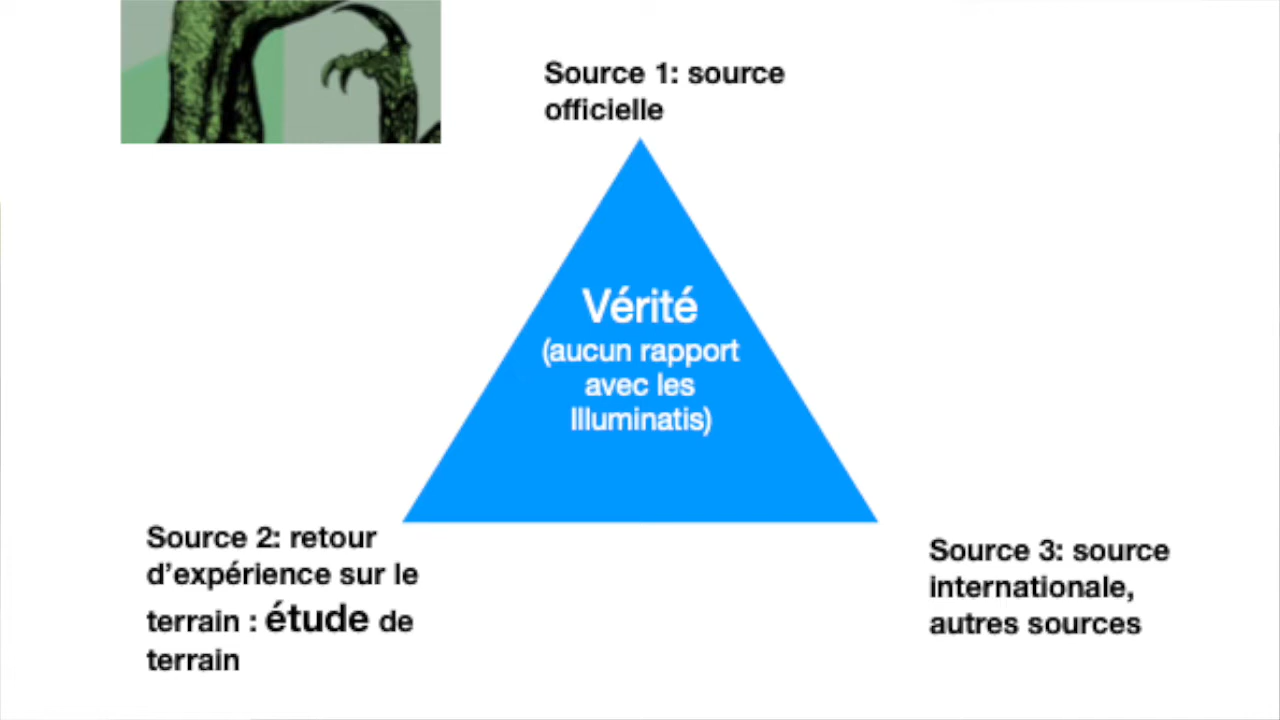 Source 1: source
officielle
Vérité
(aucun rapport
avec les
Illuminatis)
Source 2: retour
d’expérience sur le
terrain : étude de
terrain
Source 3: source
internationale,
autres sources